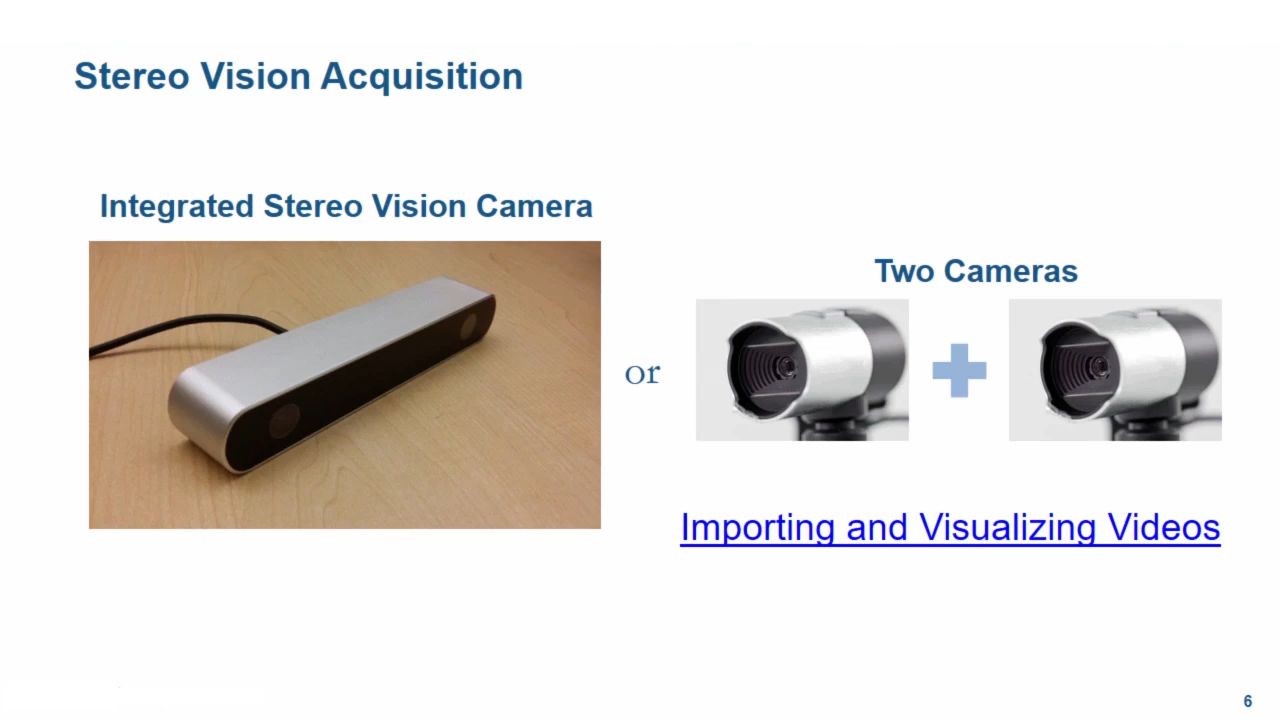 Stereo Vision Acquisition
Integrated Stereo Vision Camera
Two Cameras
or
Importing and Visualizing Videos
6